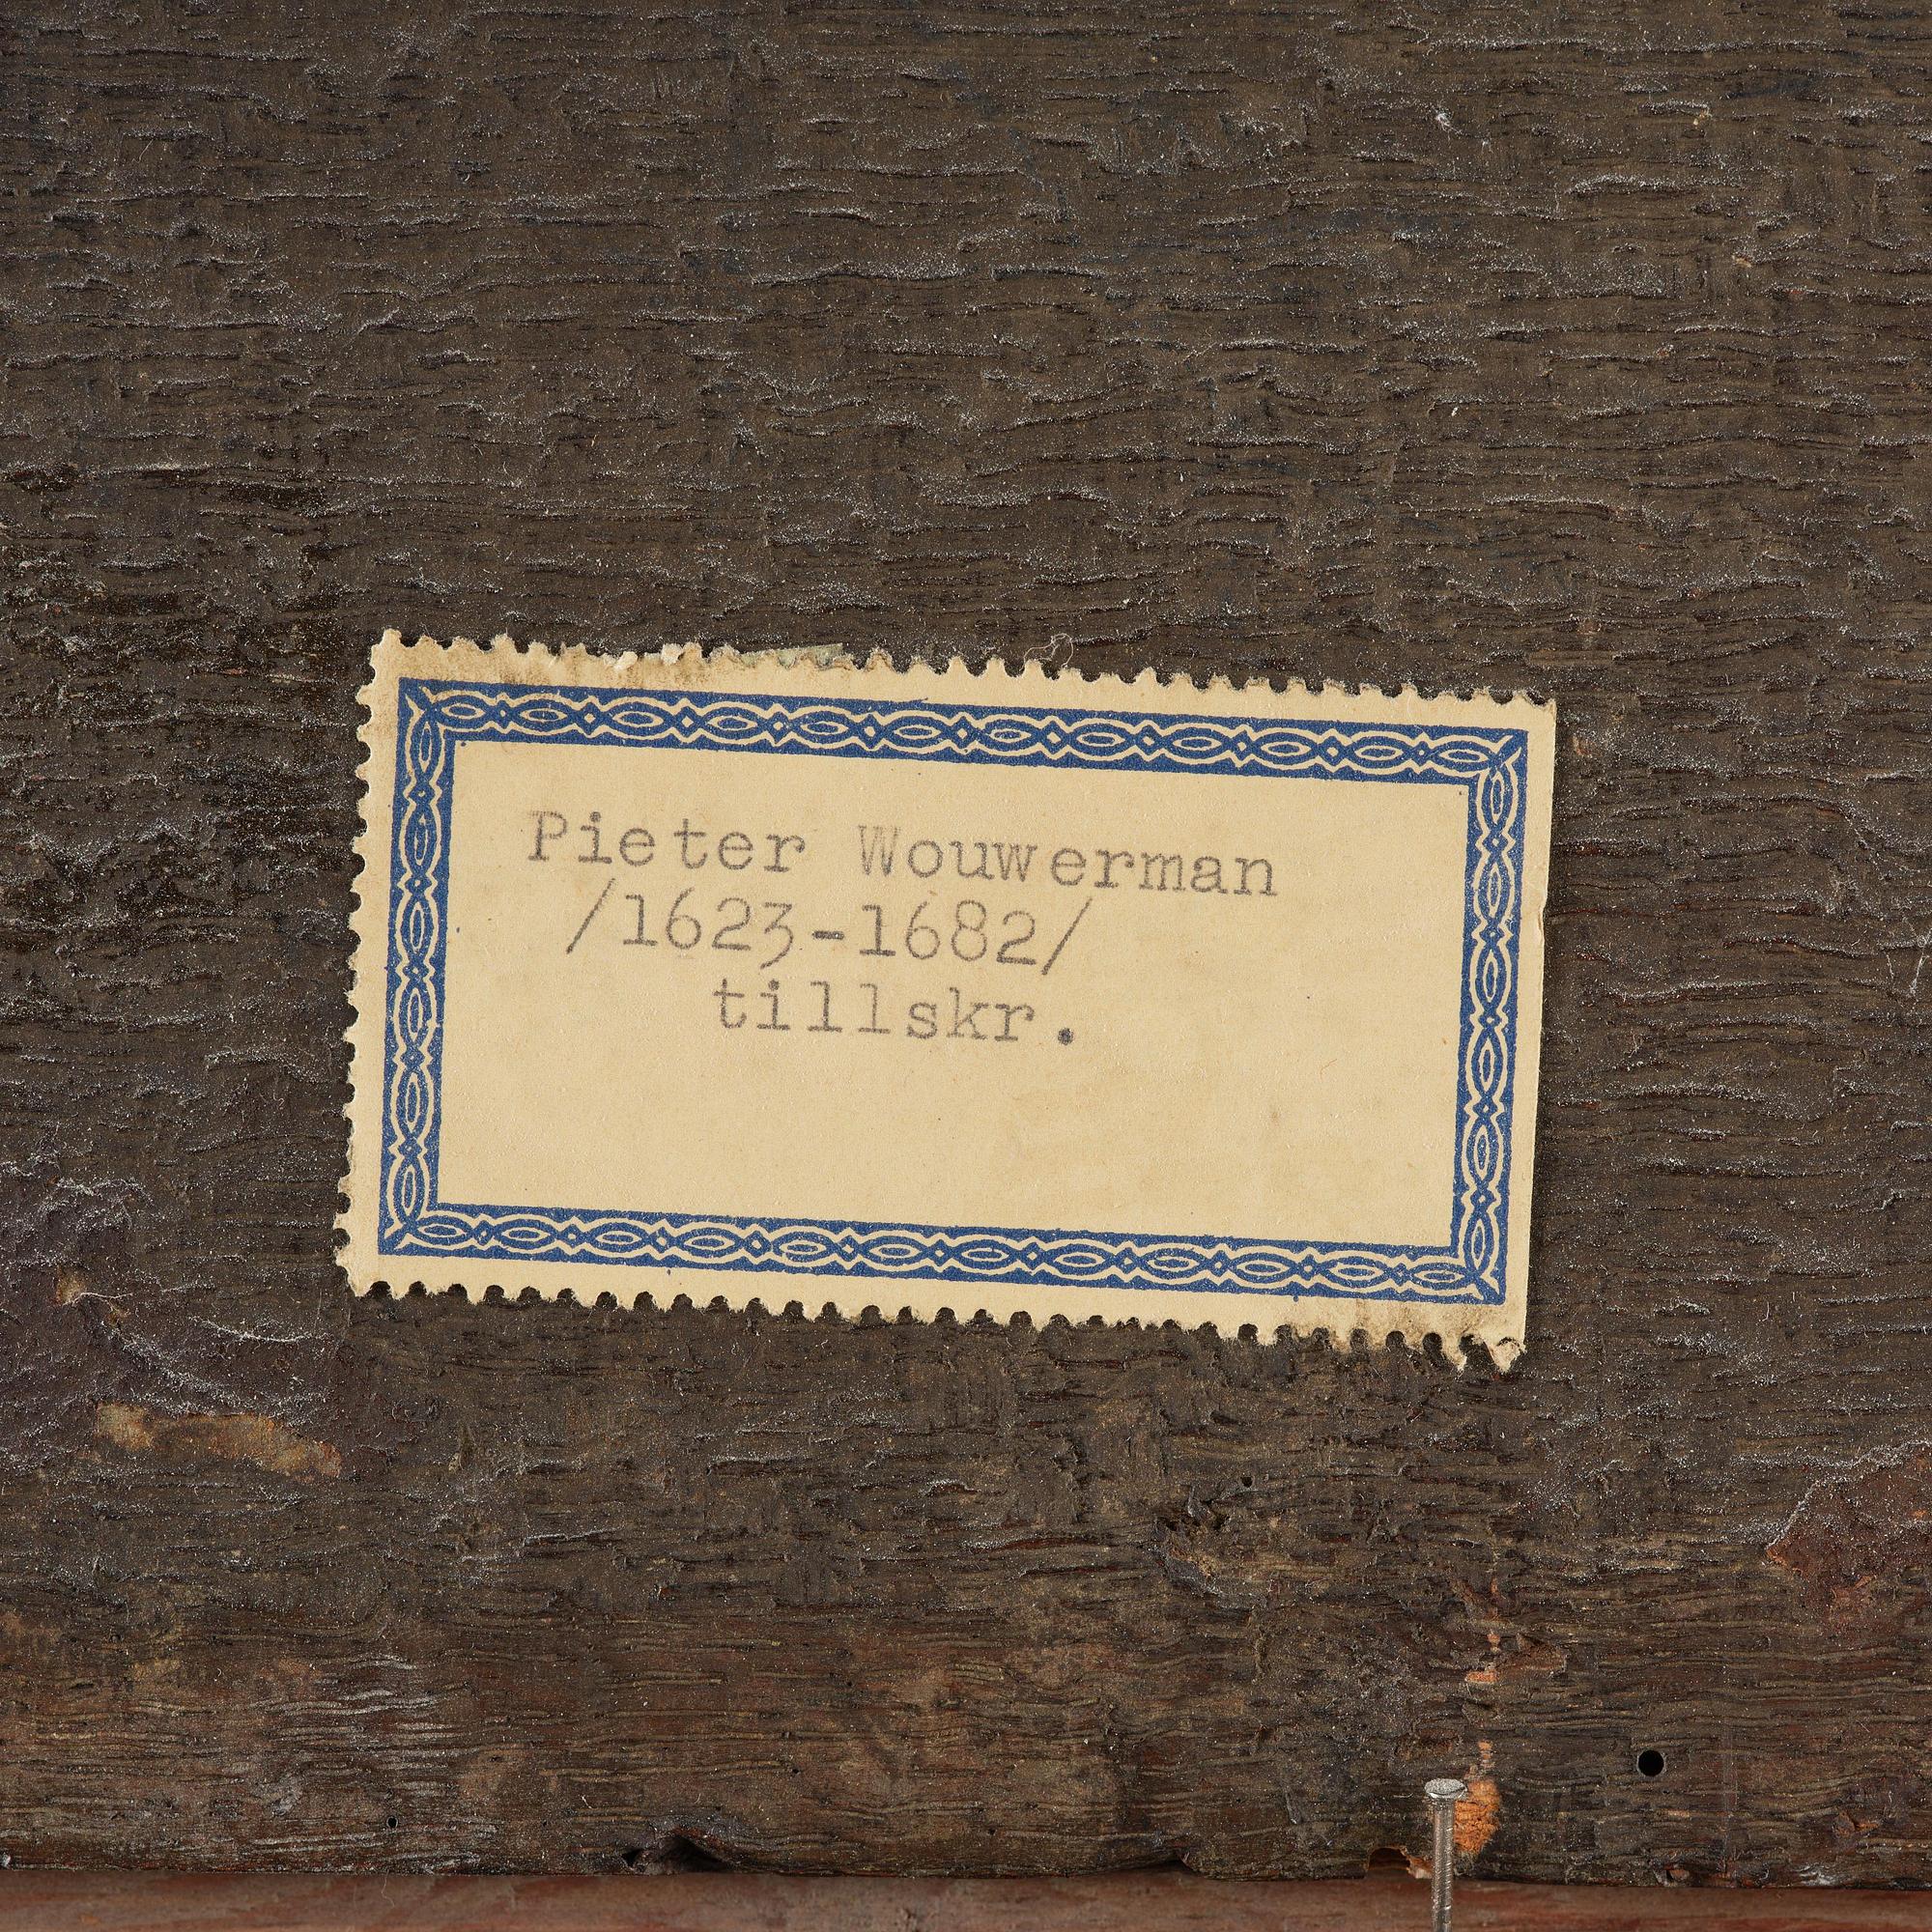 Pieter Wouwerman
/1623-1682/
tillskr.